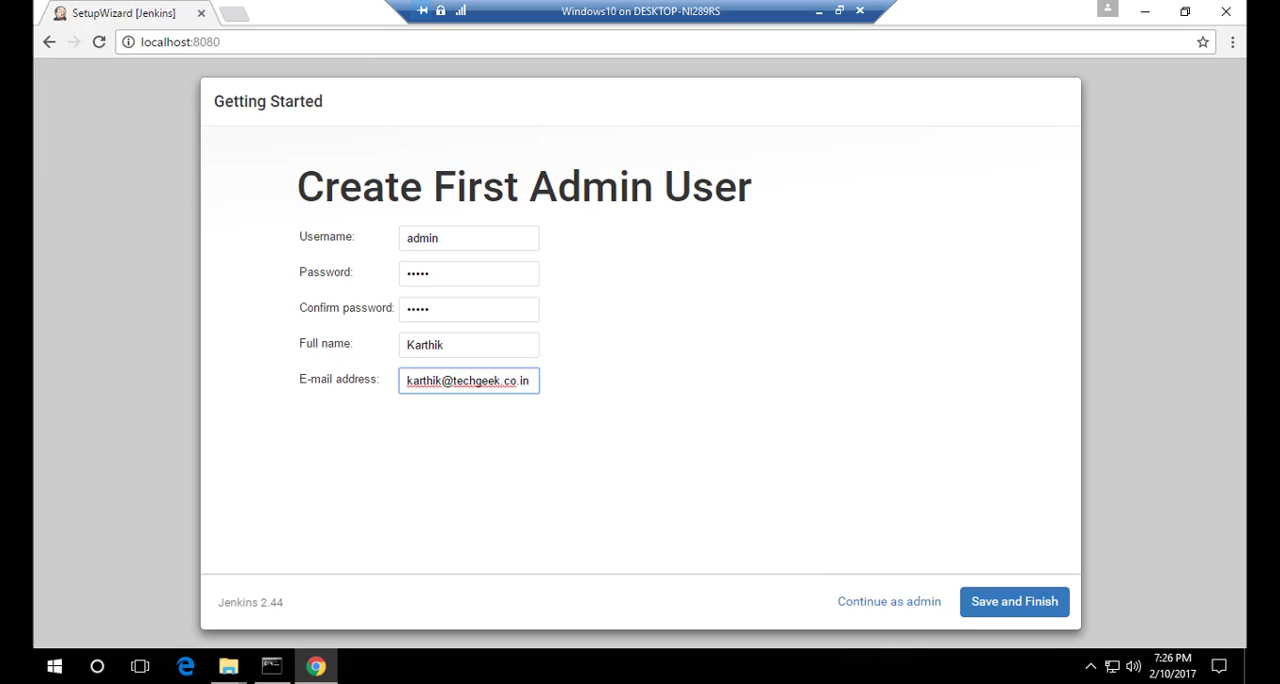 SetupWizard [Jenkins]
Windows10 on DESKTOP-NI289RS
localhost:8080
Getting Started
Create First Admin User
Username: admin
Password: •••••
Confirm password: •••••
Full name: Karthik
E-mail address: karthik@techgeek.co.in
Jenkins 2.44
Continue as admin
Save and Finish
7:26 PM
2/10/2017